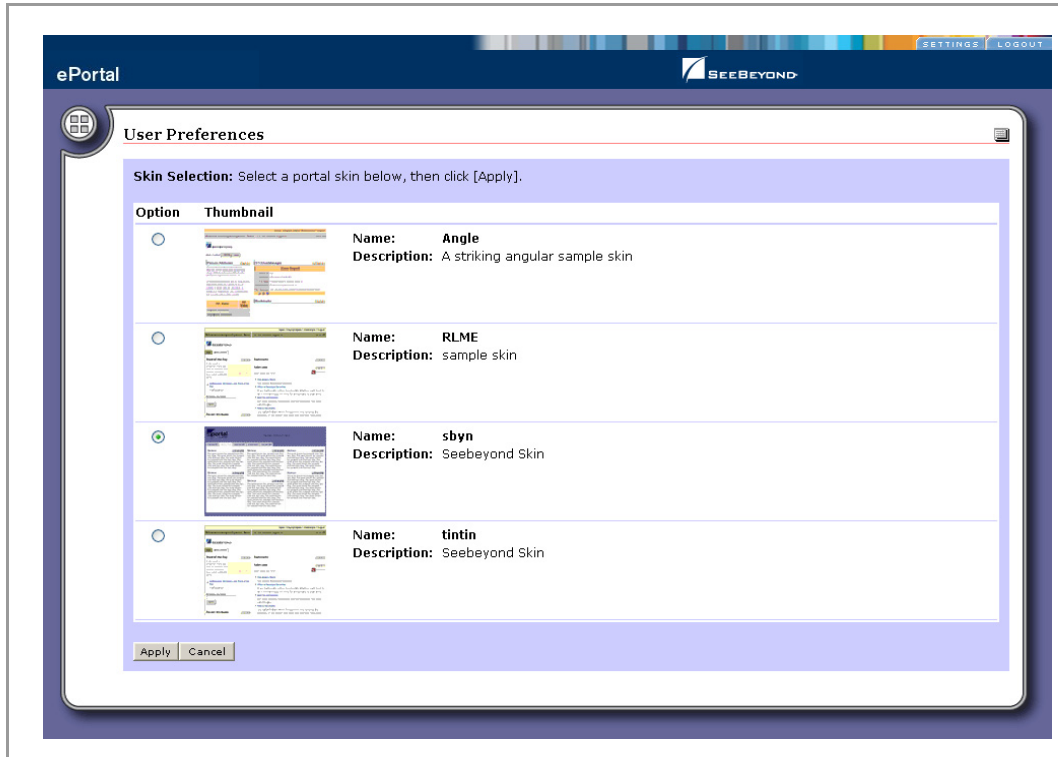 SETTINGS LOGOUT
ePortal
SEEBEYOND
User Preferences
Skin Selection: Select a portal skin below, then click [Apply].
Option Thumbnail
Name: Angle
Description: A striking angular sample skin
Name: RLME
Description: sample skin
eportal
Name: sbyn
Description: Seebeyond Skin
Name: tintin
Description: Seebeyond Skin
Apply Cancel